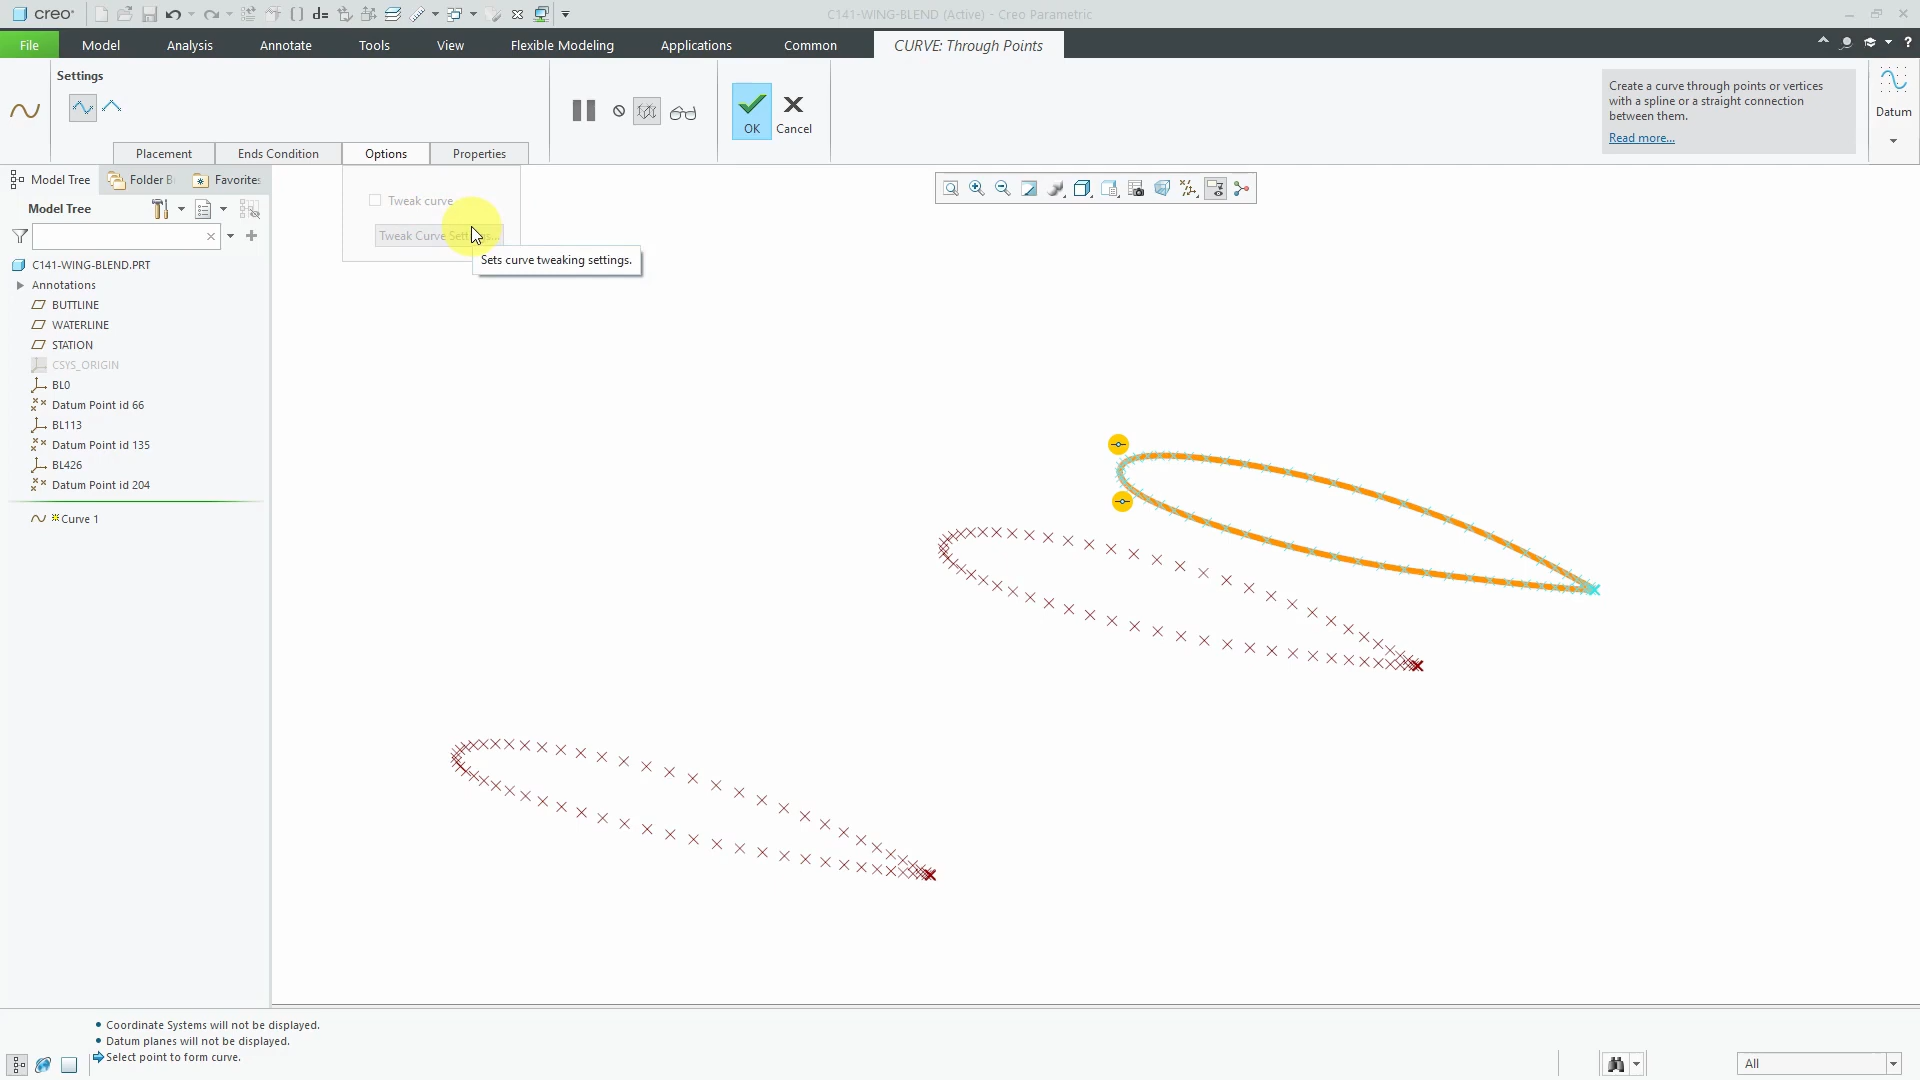 creo
C141-WING-BLEND (Active) - Creo Parametric
File
Model
Analysis
Annotate
Tools
View
Flexible Modeling
Applications
Common
CURVE: Through Points
Settings
OK
Cancel
Create a curve through points or vertices
with a spline or a straight connection
between them.
Read more...
Datum
Placement
Ends Condition
Options
Properties
Model Tree
Folder B
Favorites
Tweak curve
Tweak Curve
Sets curve tweaking settings.
Model Tree
C141-WING-BLEND.PRT
Annotations
BUTTLINE
WATERLINE
STATION
CSYS_ORIGIN
BL0
Datum Point id 66
BL113
Datum Point id 135
BL426
Datum Point id 204
Curve 1
Coordinate Systems will not be displayed.
Datum planes will not be displayed.
Select point to form curve.
All